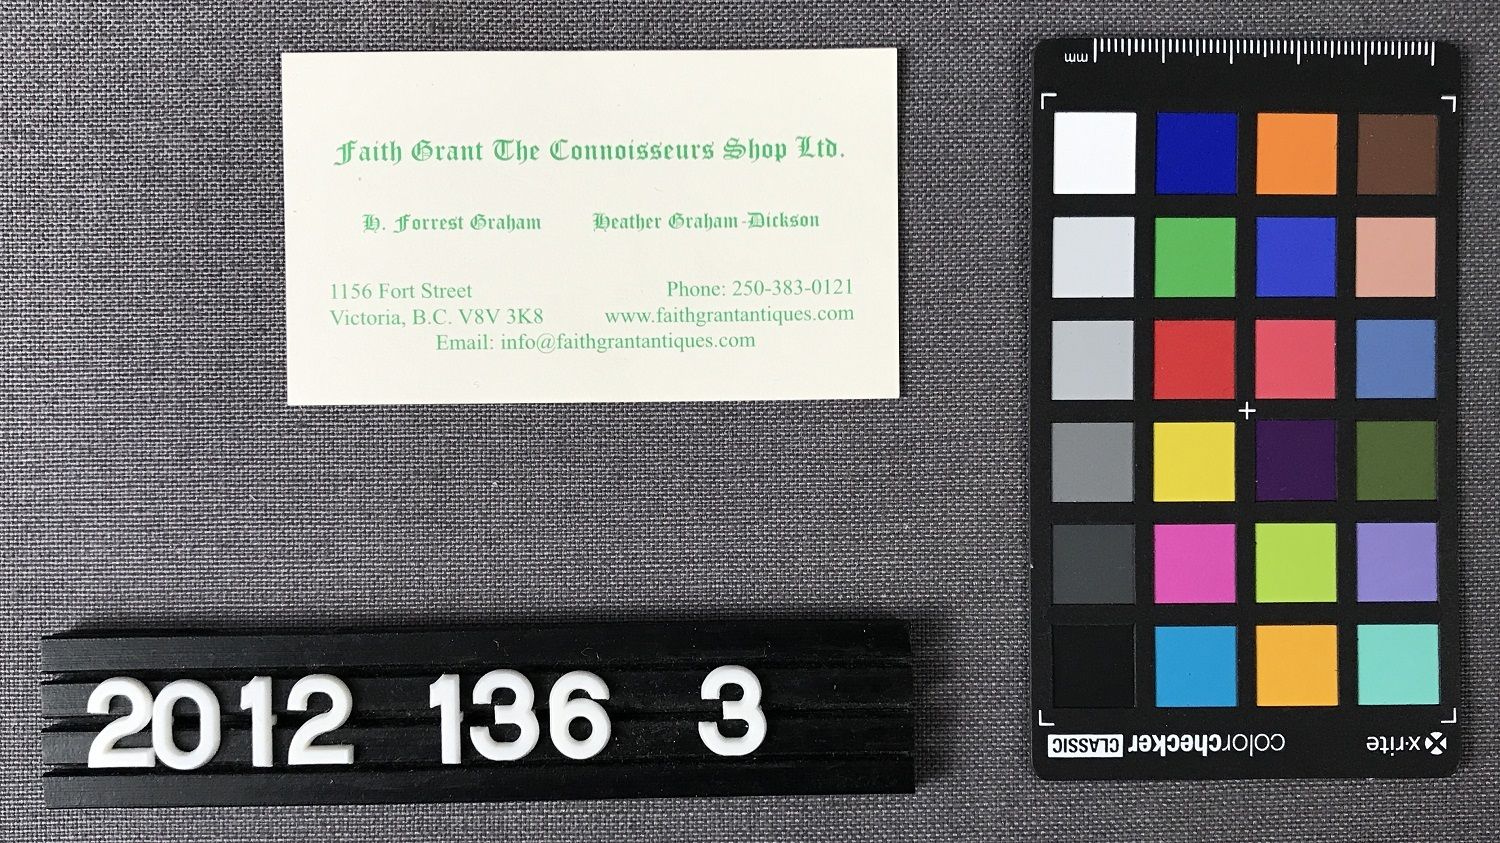 Faith Grant The Connoisseurs Shop Ltd.
H. Forrest Graham Heather Graham-Dickson
1156 Fort Street Phone: 250-383-0121
Victoria, B.C. V8V 3K8 www.faithgrantantiques.com
Email: info@faithgrantantiques.com
2012 136 3
mm
x-rite colorchecker CLASSIC